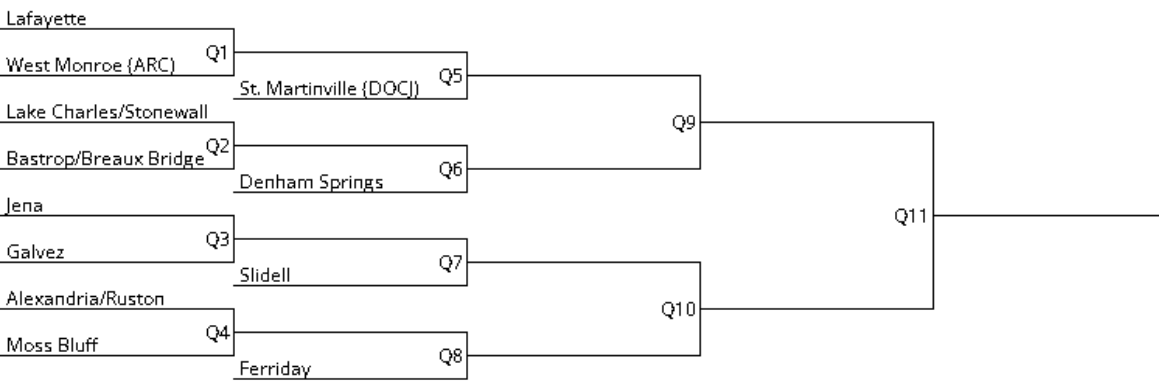 Lafayette
Q1
West Monroe (ARC)
Q5
St. Martinville (DOCJ)
Lake Charles/Stonewall
Q9
Q2
Bastrop/Breaux Bridge
Q6
Denham Springs
Jena
Q11
Q3
Galvez
Q7
Slidell
Alexandria/Ruston
Q10
Q4
Moss Bluff
Q8
Ferriday